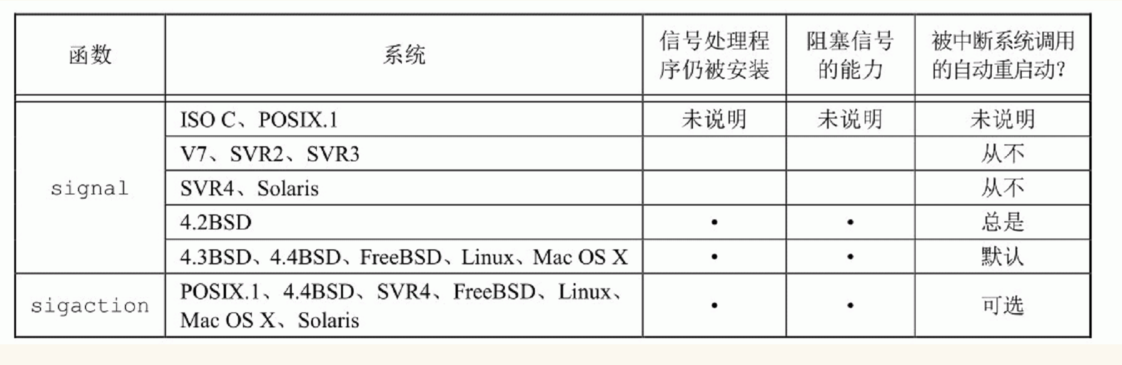 函数 系统 信号处理程序仍被安装 阻塞信号的能力 被中断系统调用的自动重启动?
signal
ISO C、POSIX.1 未说明 未说明 未说明
V7、SVR2、SVR3 从不
SVR4、Solaris 从不
4.2BSD • • 总是
4.3BSD、4.4BSD、FreeBSD、Linux、Mac OS X • • 默认
sigaction
POSIX.1、4.4BSD、SVR4、FreeBSD、Linux、
Mac OS X、Solaris • • 可选